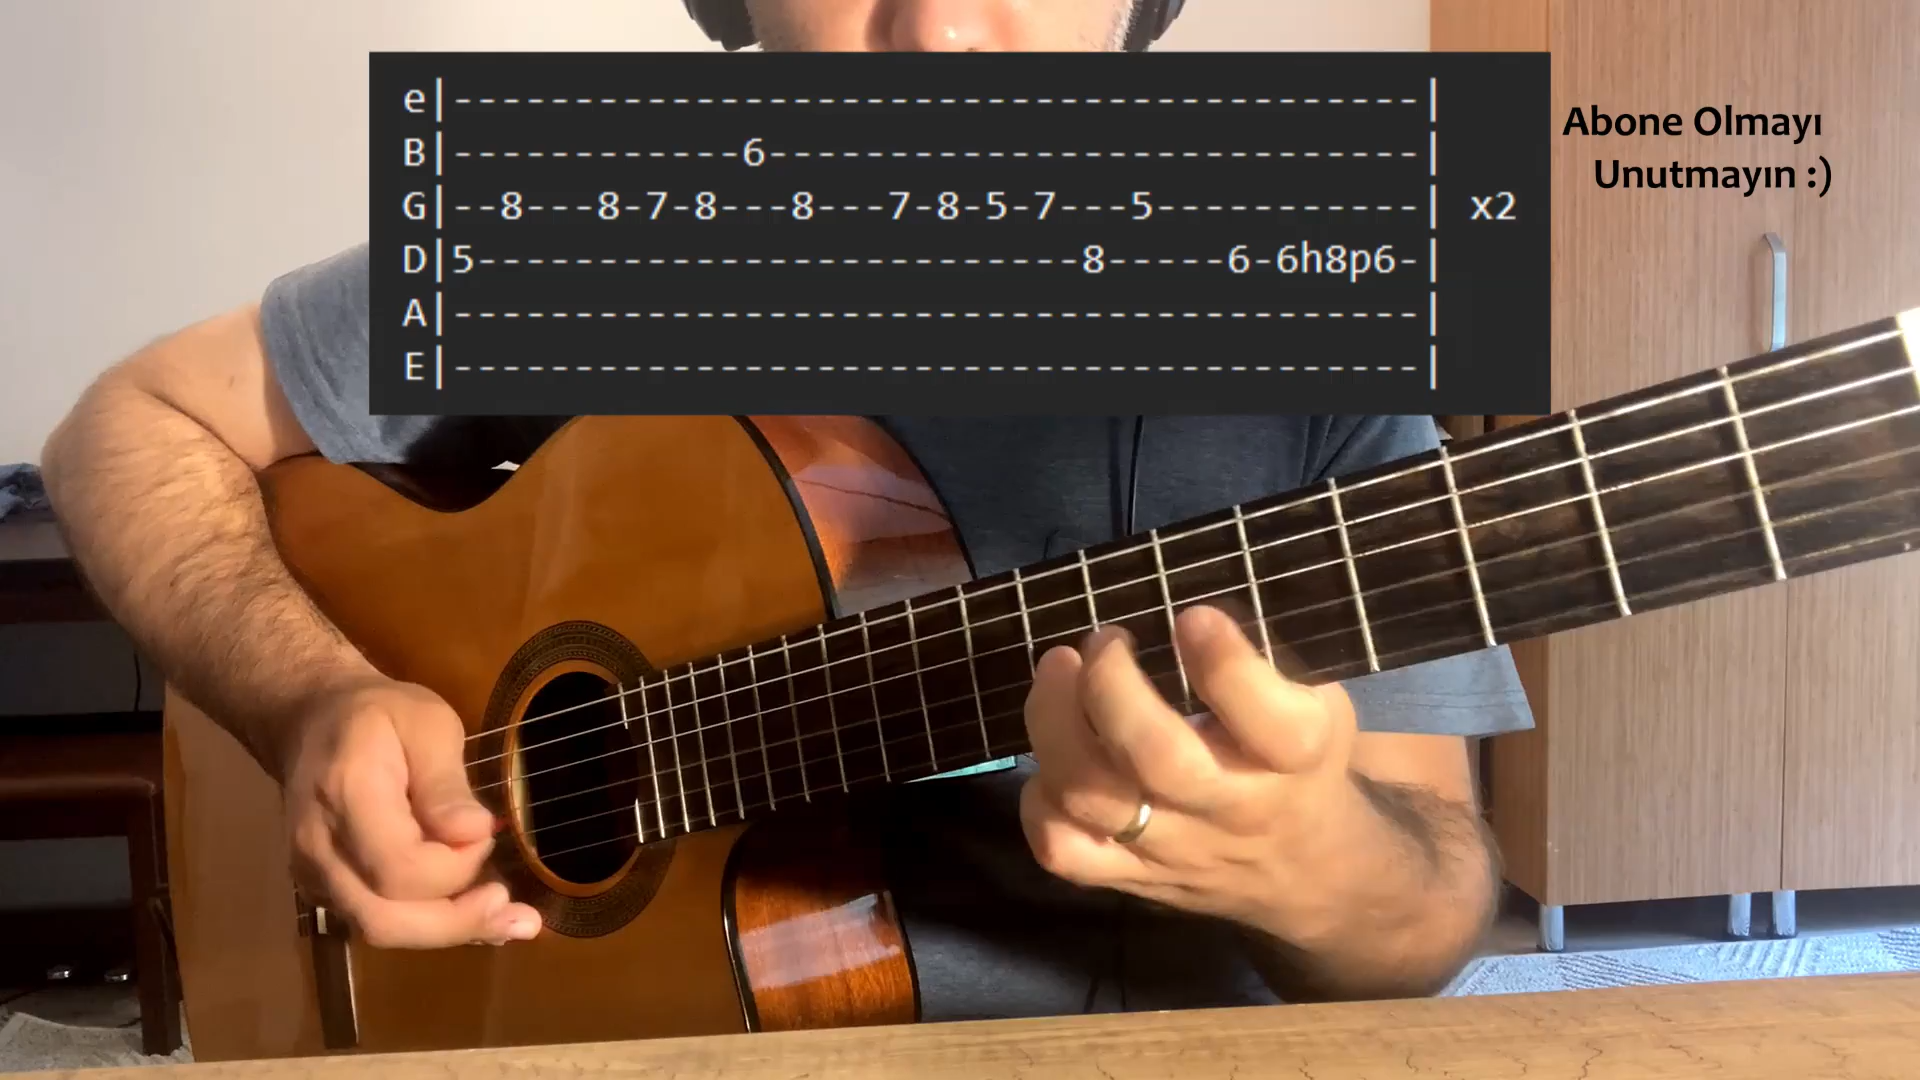 e|----------------------------------------|
B|------------6---------------------------|
G|--8---8-7-8---8---7-8-5-7---5-----------| x2
D|5-------------------------8-----6-6h8p6-|
A|----------------------------------------|
E|----------------------------------------|
Abone Olmayı
Unutmayın :)